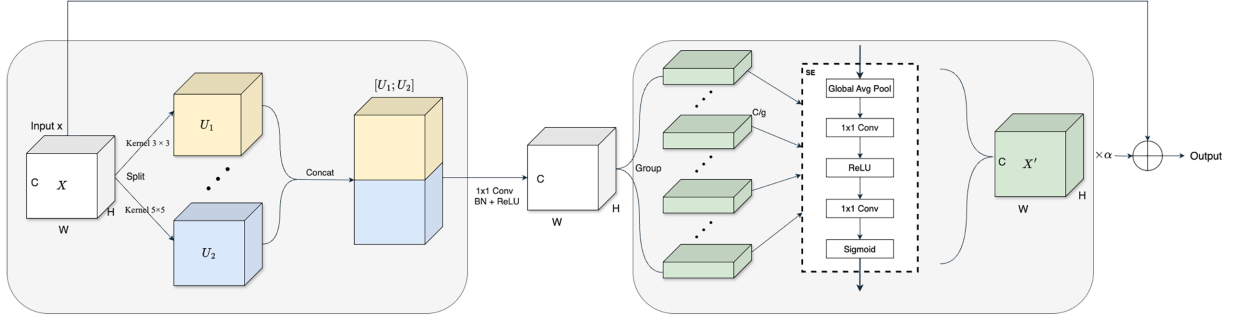 [U₁; U₂]
Input x
U₁
Kernel 3 × 3
C
X
H
W
Split
Kernel 5×5
U₂
Concat
1x1 Conv
BN + ReLU
C
H
W
Group
C/g
SE
Global Avg Pool
1x1 Conv
ReLU
1x1 Conv
Sigmoid
C
X′
H
W
×α
Output